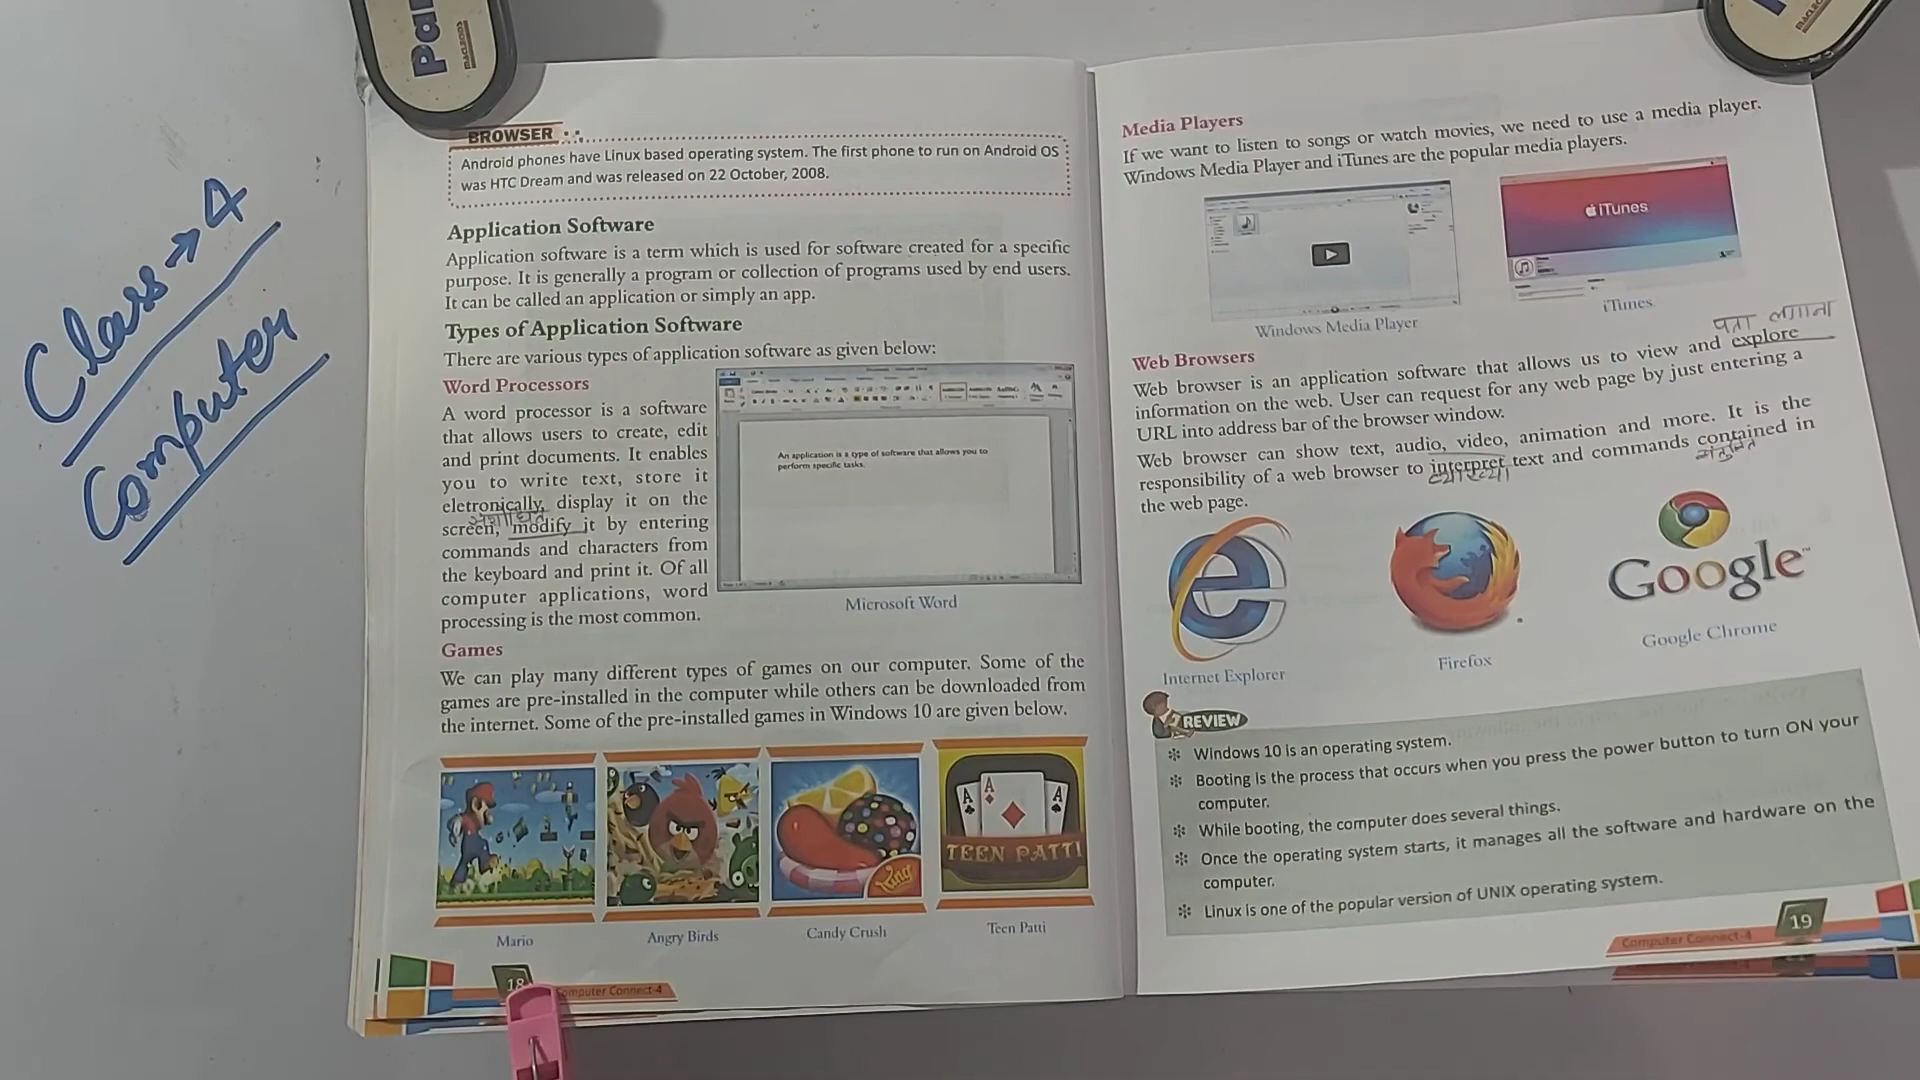 Class → 4
Computer
BROWSER
Android phones have Linux based operating system. The first phone to run on Android OS
was HTC Dream and was released on 22 October, 2008.
Application Software
Application software is a term which is used for software created for a specific
purpose. It is generally a program or collection of programs used by end users.
It can be called an application or simply an app.
Types of Application Software
There are various types of application software as given below:
Word Processors
A word processor is a software
that allows users to create, edit
and print documents. It enables
you to write text, store it
eletronically, display it on the
screen, modify it by entering
commands and characters from
the keyboard and print it. Of all
computer applications, word
processing is the most common.
An application is a type of software that allows you to
perform specific tasks.
Microsoft Word
Games
We can play many different types of games on our computer. Some of the
games are pre-installed in the computer while others can be downloaded from
the internet. Some of the pre-installed games in Windows 10 are given below.
King
TEEN PATTI
Mario
Angry Birds
Candy Crush
Teen Patti
18
Computer Connect-4
Media Players
If we want to listen to songs or watch movies, we need to use a media player.
Windows Media Player and iTunes are the popular media players.
iTunes
Windows Media Player
iTunes
पता लगाना
Web Browsers
Web browser is an application software that allows us to view and explore
information on the web. User can request for any web page by just entering a
URL into address bar of the browser window.
Web browser can show text, audio, video, animation and more. It is the
responsibility of a web browser to interpret text and commands contained in
व्याख्या
the web page.
Google
Internet Explorer
Firefox
Google Chrome
REVIEW
❇ Windows 10 is an operating system.
❇ Booting is the process that occurs when you press the power button to turn ON your
computer.
❇ While booting, the computer does several things.
❇ Once the operating system starts, it manages all the software and hardware on the
computer.
❇ Linux is one of the popular version of UNIX operating system.
Computer Connect-4
19